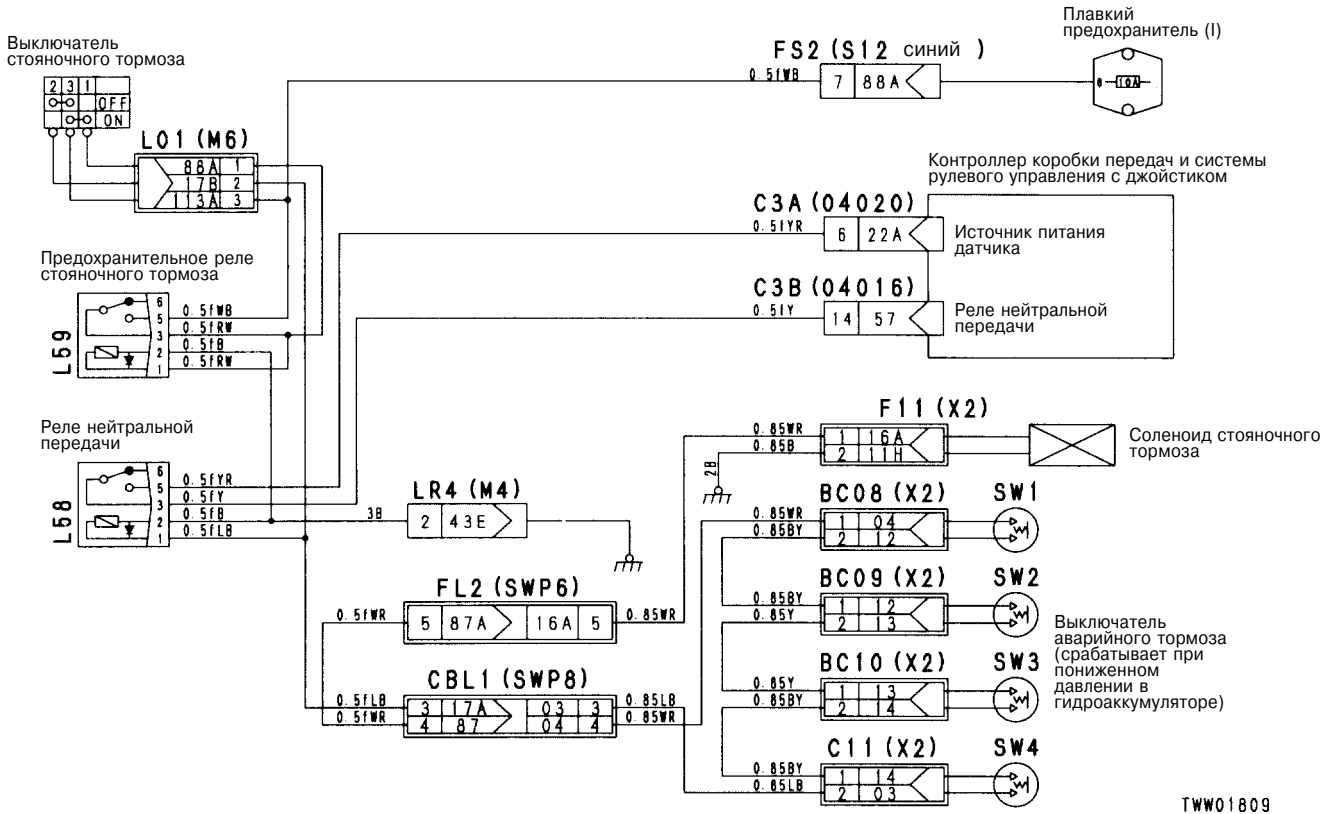 Плавкий
предохранитель (I)
Выключатель
стояночного тормоза
FS2 (S12 синий )
0.5fWB
7 88A
10A
2 3 1
OFF
ON
L01 (M6)
88A 1
17B 2
113A 3
Контроллер коробки передач и системы
рулевого управления с джойстиком
C3A (04020)
0.5fYR
6 22A
Источник питания
датчика
Предохранительное реле
стояночного тормоза
C3B (04016)
0.5fY
14 57
Реле нейтральной
передачи
L59
6
5 0.5fWB
3 0.5fRW
2 0.5fB
1 0.5fRW
Реле нейтральной
передачи
L58
6
5 0.5fYR
3 0.5fY
2 0.5fB
1 0.5fLB
3B
LR4 (M4)
2 43E
F11 (X2)
0.85WR 1 16A
0.85B 2 11H
2B
Соленоид стояночного
тормоза
BC08 (X2) SW1
0.85WR 1 04
0.85BY 2 12
FL2 (SWP6)
0.5fWR 5 87A 16A 5 0.85WR
BC09 (X2) SW2
0.85BY 1 12
0.85Y 2 13
Выключатель
аварийного тормоза
(срабатывает при
пониженном
давлении в
гидроаккумуляторе)
CBL1 (SWP8)
0.5fLB 3 17A 03 3 0.85LB
0.5fWR 4 87 04 4 0.85WR
BC10 (X2) SW3
0.85Y 1 13
0.85BY 2 14
C11 (X2) SW4
0.85BY 1 14
0.85LB 2 03
TWW01809